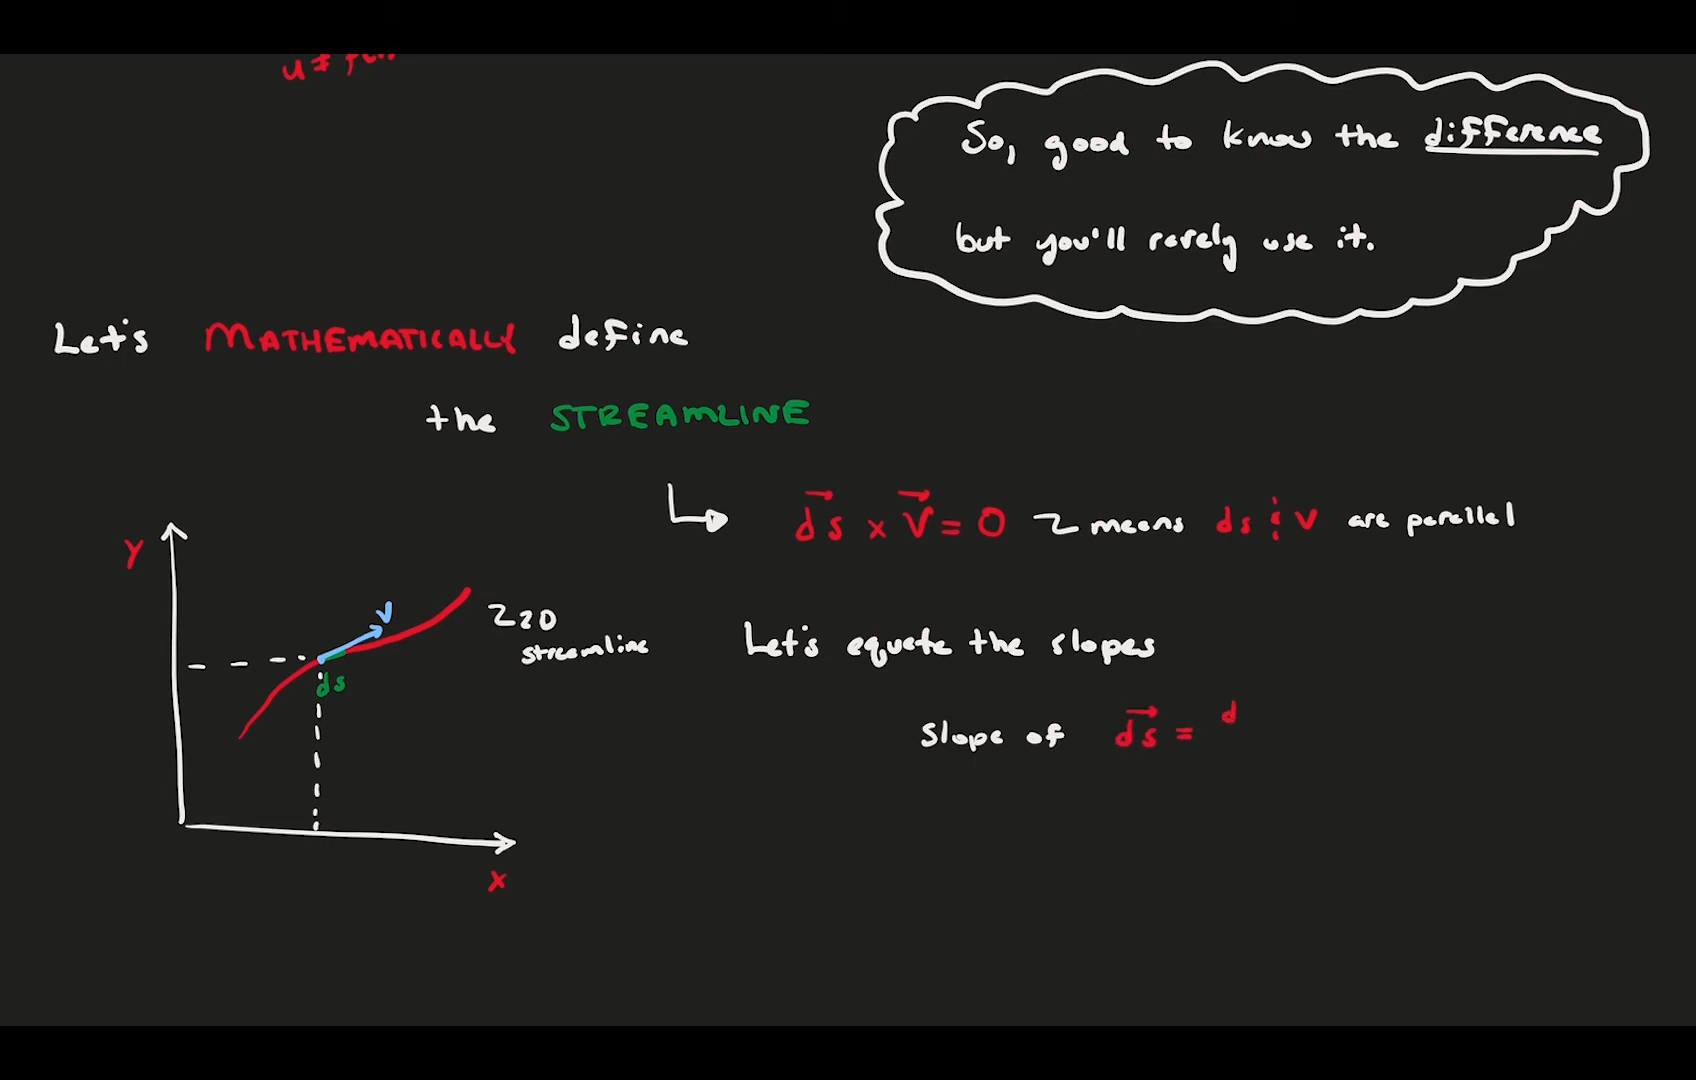 So, good to know the difference
but you'll rarely use it.
Let's MATHEMATICALLY define
the STREAMLINE
ds x V = 0 means ds & V are parallel
Y
V
2D
streamline
ds
Let's equate the slopes
Slope of ds = d
x